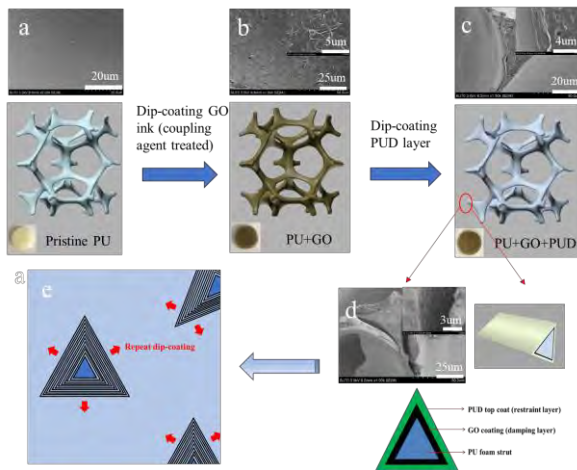 a
20um
b
5um
25um
c
4um
Dip-coating GO
ink (coupling
agent treated)
Dip-coating
PUD layer
Pristine PU
PU+GO
PU+GO+PUD
a
e
Repeat dip-coating
d
3um
25um
PUD top coat (restraint layer)
GO coating (damping layer)
PU foam strut